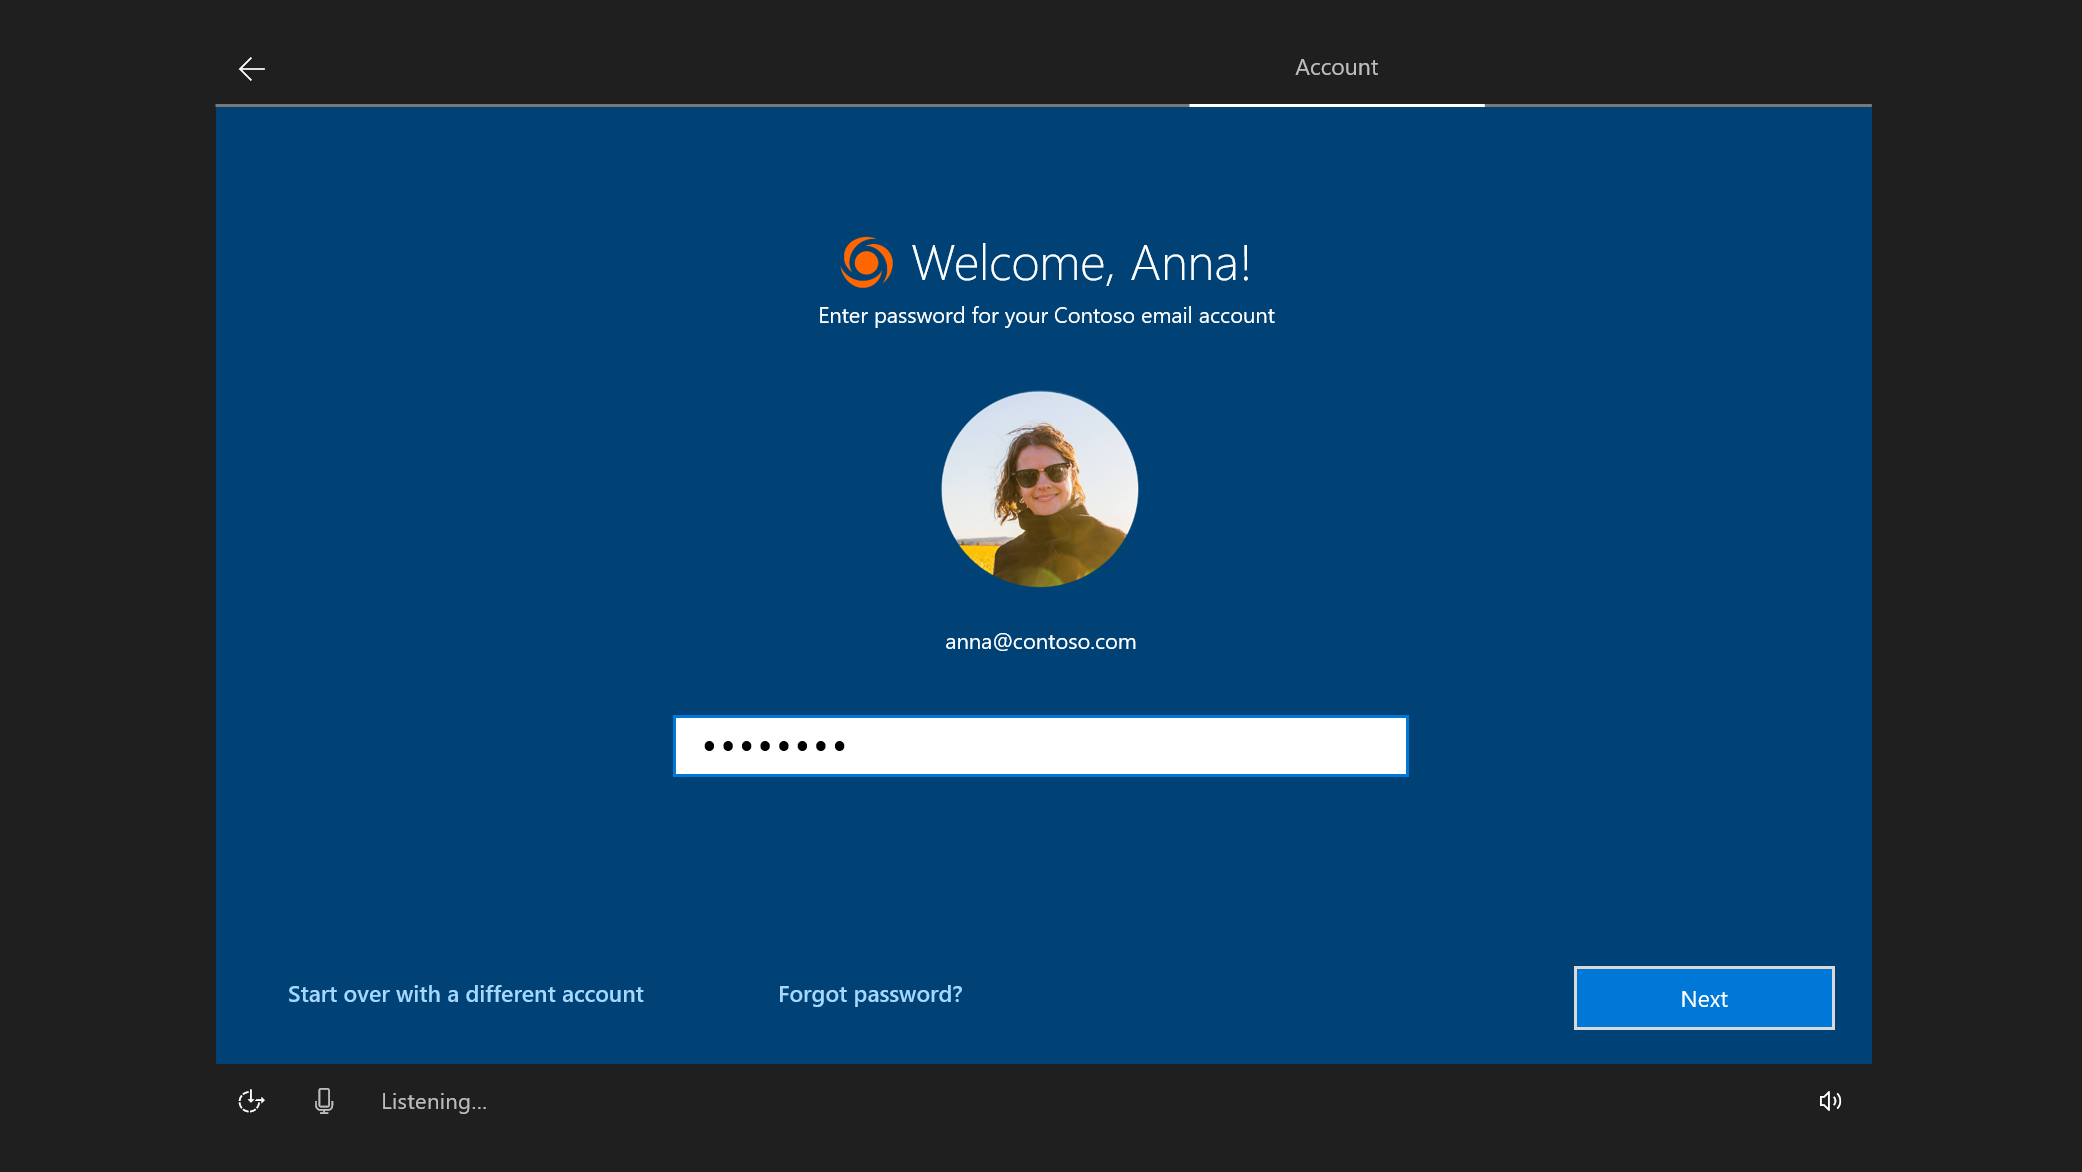 Account
Welcome, Anna!
Enter password for your Contoso email account
anna@contoso.com
Start over with a different account
Forgot password?
Next
Listening...